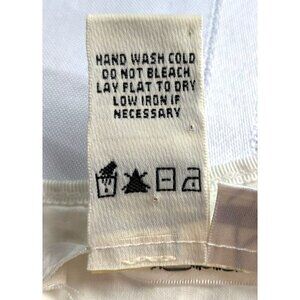 HAND WASH COLD
DO NOT BLEACH
LAY FLAT TO DRY
LOW IRON IF
NECESSARY